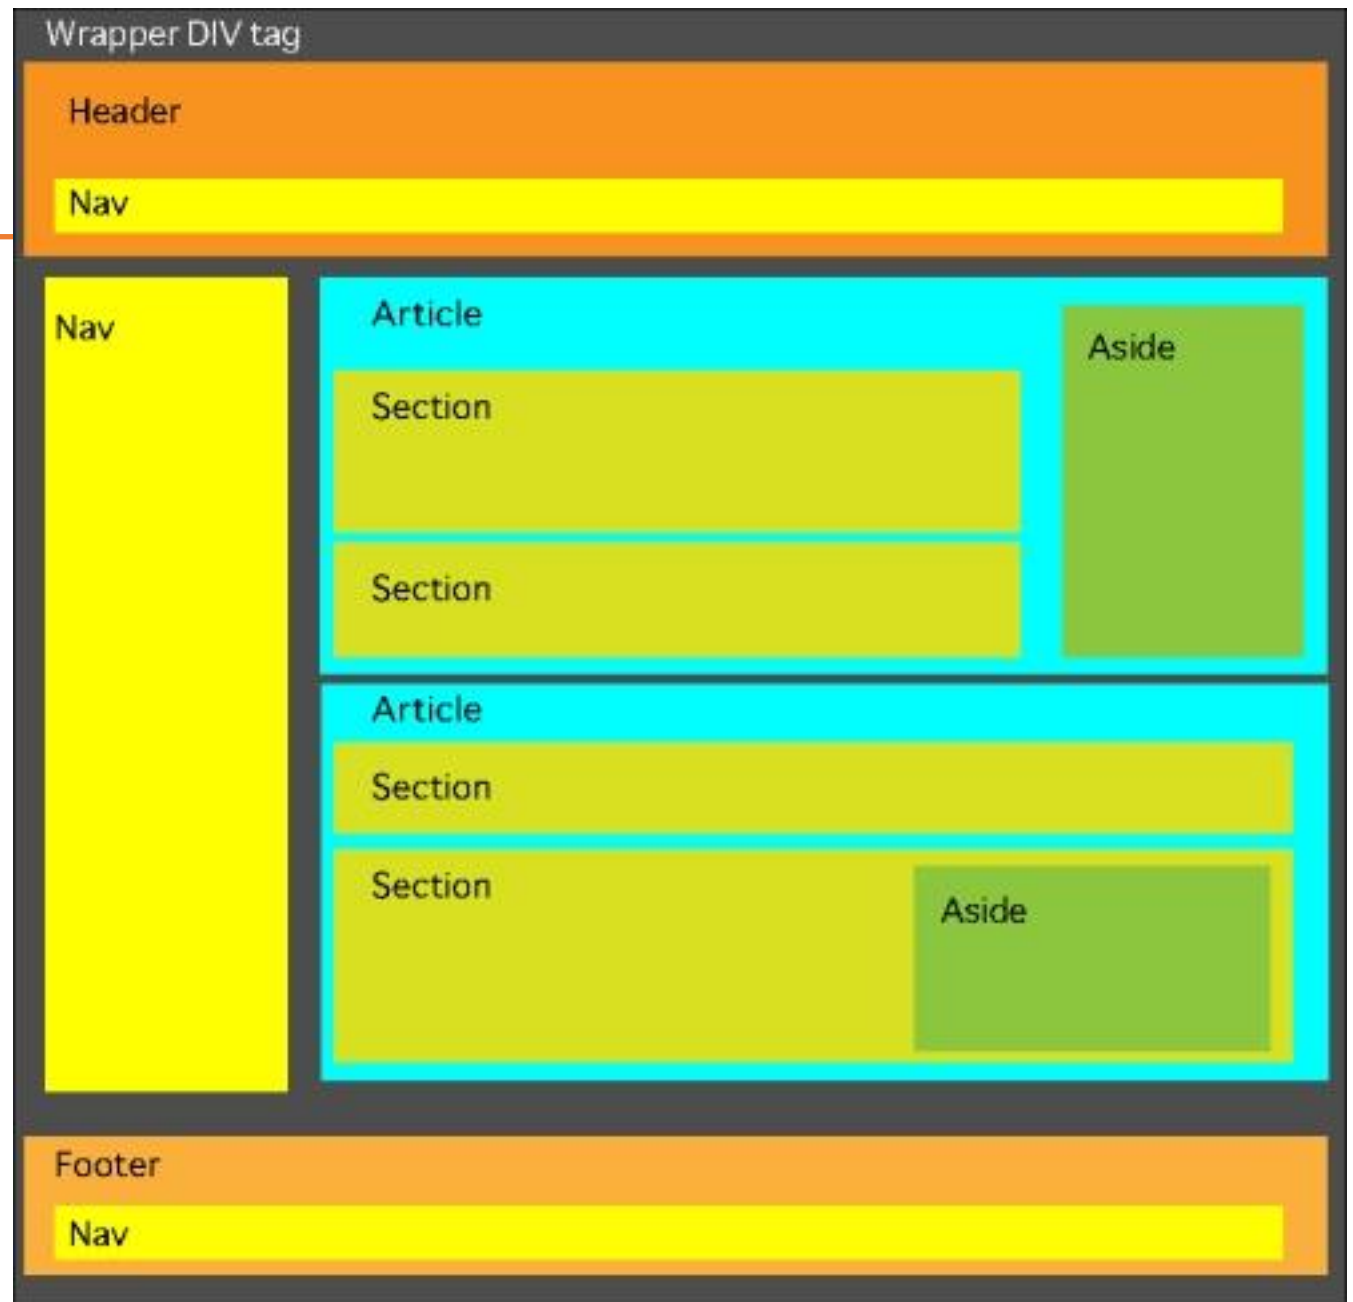 Wrapper DIV tag
Header
Nav
Nav
Article
Aside
Section
Section
Article
Section
Section
Aside
Footer
Nav